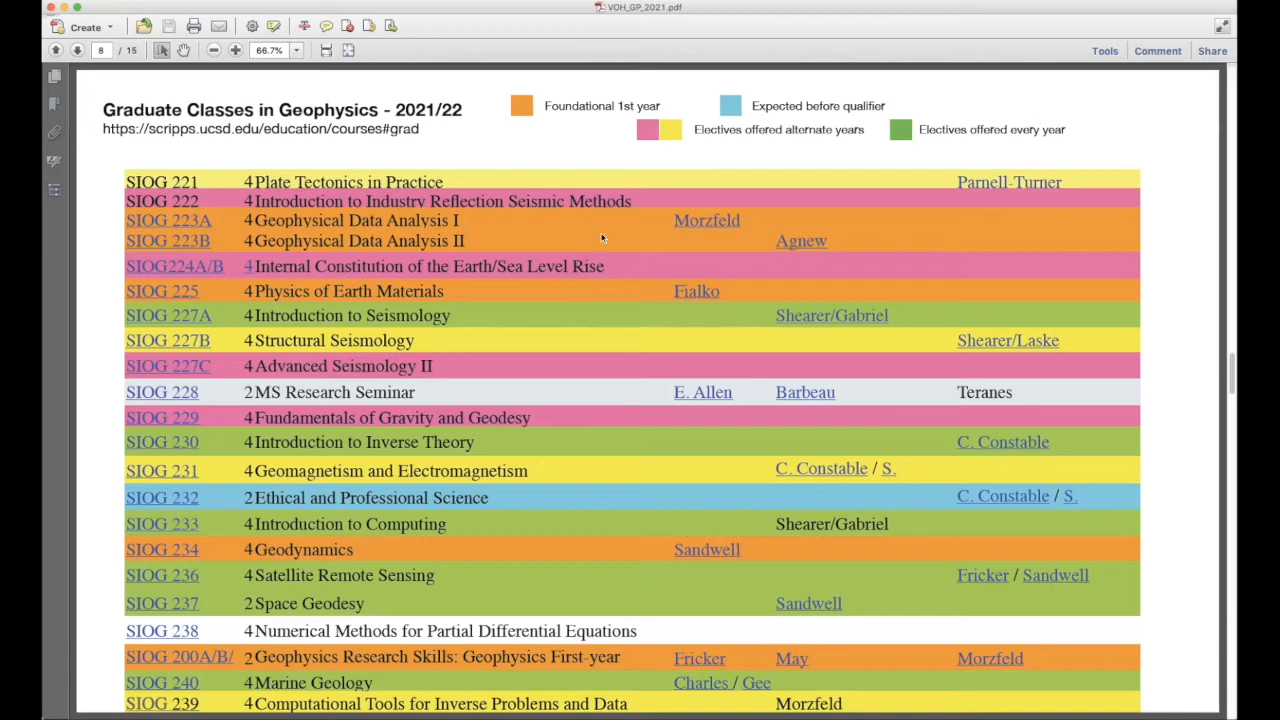 VOH_GP_2021.pdf
Create
8 / 15 66.7% Tools Comment Share
Graduate Classes in Geophysics - 2021/22
https://scripps.ucsd.edu/education/courses#grad
Foundational 1st year Expected before qualifier
Electives offered alternate years Electives offered every year
SIOG 221 4 Plate Tectonics in Practice Parnell-Turner
SIOG 222 4 Introduction to Industry Reflection Seismic Methods
SIOG 223A 4 Geophysical Data Analysis I Morzfeld
SIOG 223B 4 Geophysical Data Analysis II Agnew
SIOG224A/B 4 Internal Constitution of the Earth/Sea Level Rise
SIOG 225 4 Physics of Earth Materials Fialko
SIOG 227A 4 Introduction to Seismology Shearer/Gabriel
SIOG 227B 4 Structural Seismology Shearer/Laske
SIOG 227C 4 Advanced Seismology II
SIOG 228 2 MS Research Seminar E. Allen Barbeau Teranes
SIOG 229 4 Fundamentals of Gravity and Geodesy
SIOG 230 4 Introduction to Inverse Theory C. Constable
SIOG 231 4 Geomagnetism and Electromagnetism C. Constable / S.
SIOG 232 2 Ethical and Professional Science C. Constable / S.
SIOG 233 4 Introduction to Computing Shearer/Gabriel
SIOG 234 4 Geodynamics Sandwell
SIOG 236 4 Satellite Remote Sensing Fricker / Sandwell
SIOG 237 2 Space Geodesy Sandwell
SIOG 238 4 Numerical Methods for Partial Differential Equations
SIOG 200A/B/ 2 Geophysics Research Skills: Geophysics First-year Fricker May Morzfeld
SIOG 240 4 Marine Geology Charles / Gee
SIOG 239 4 Computational Tools for Inverse Problems and Data Morzfeld